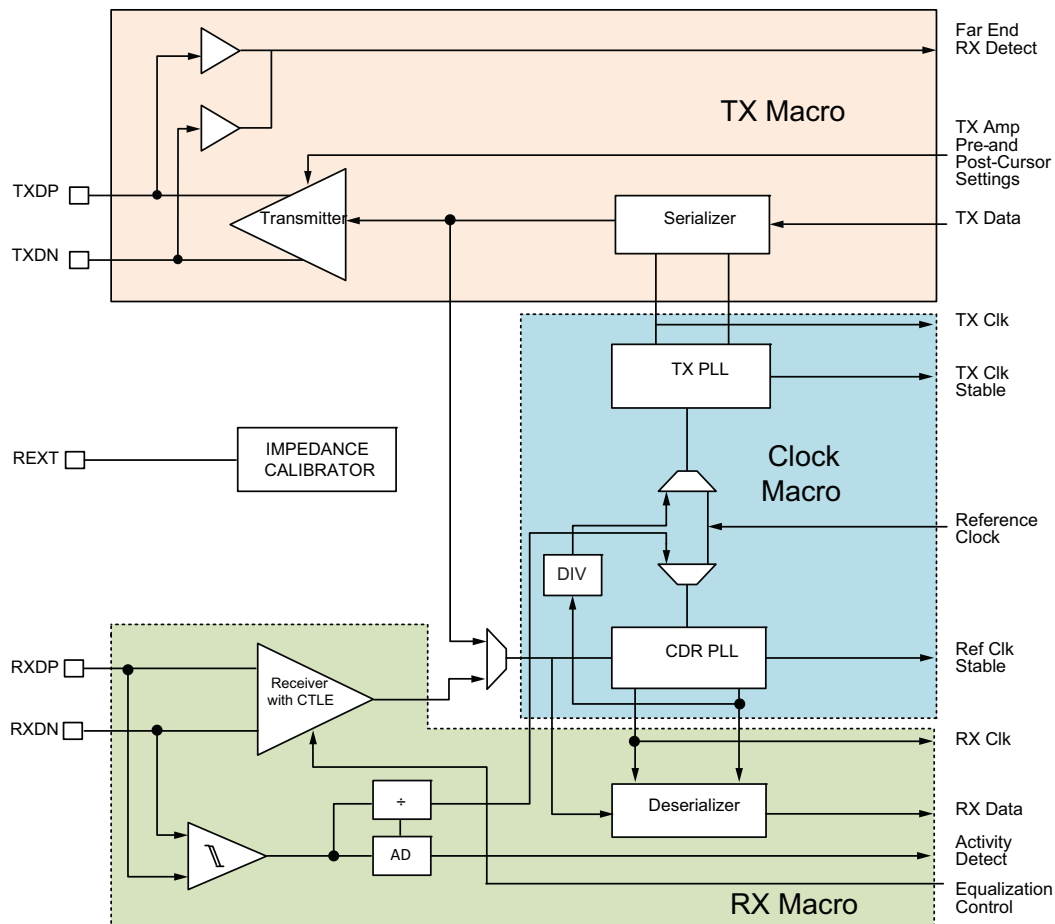 Far End
RX Detect
TX Macro
TX Amp
Pre-and
Post-Cursor
Settings
TXDP
Transmitter
Serializer
TX Data
TXDN
TX Clk
TX PLL
TX Clk
Stable
REXT
IMPEDANCE
CALIBRATOR
Clock
Macro
Reference
Clock
DIV
RXDP
Receiver
with CTLE
CDR PLL
Ref Clk
Stable
RXDN
RX Clk
÷
Deserializer
RX Data
AD
Activity
Detect
RX Macro
Equalization
Control